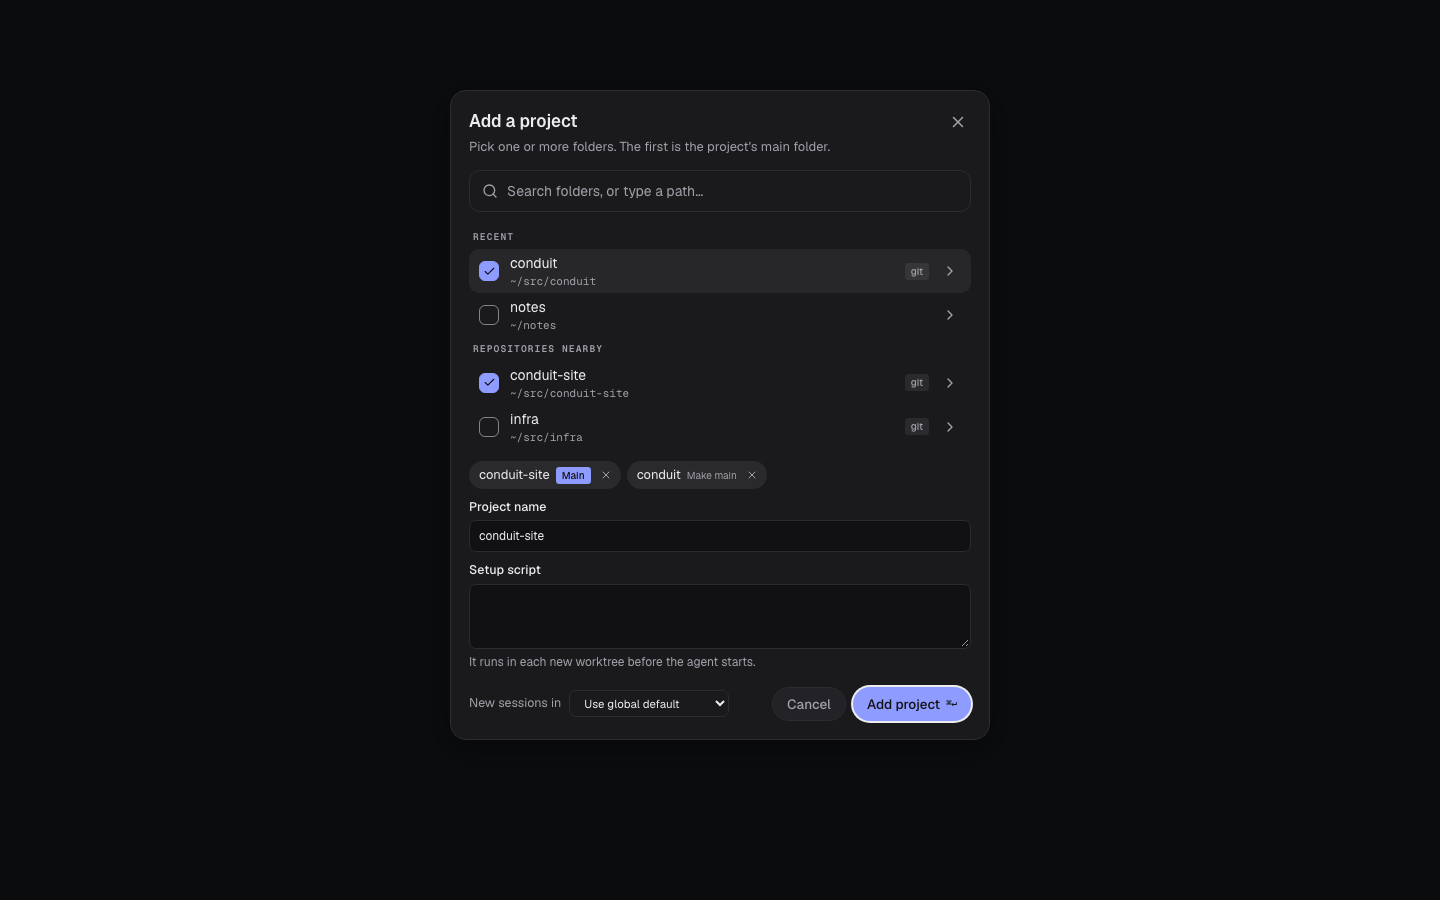 Add a project
Pick one or more folders. The first is the project's main folder.
Search folders, or type a path...
RECENT
conduit
~/src/conduit
git
notes
~/notes
REPOSITORIES NEARBY
conduit-site
~/src/conduit-site
git
infra
~/src/infra
git
conduit-site Main conduit Make main
Project name
conduit-site
Setup script
It runs in each new worktree before the agent starts.
New sessions in Use global default Cancel Add project ⌘↵